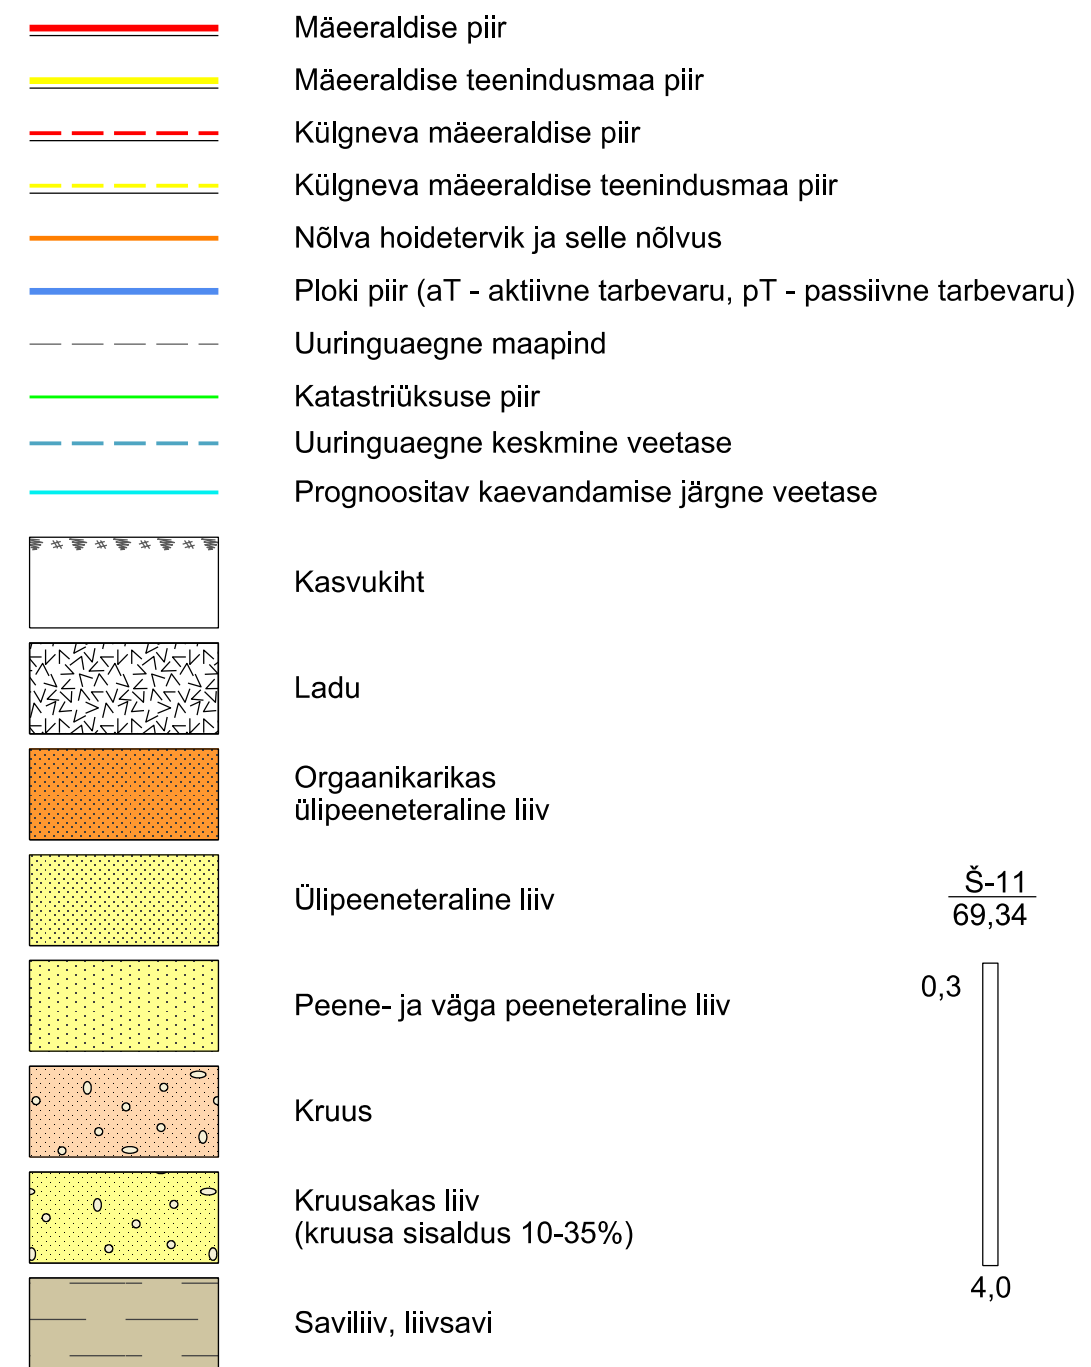 Mäeeraldise piir
Mäeeraldise teenindusmaa piir
Külgneva mäeeraldise piir
Külgneva mäeeraldise teenindusmaa piir
Nõlva hoidetervik ja selle nõlvus
Ploki piir (aT - aktiivne tarbevaru, pT - passiivne tarbevaru)
Uuringuaegne maapind
Katastriüksuse piir
Uuringuaegne keskmine veetase
Prognoositav kaevandamise järgne veetase
Kasvukiht
Ladu
Orgaanikarikas
ülipeeneteraline liiv
Ülipeeneteraline liiv
Peene- ja väga peeneteraline liiv
Kruus
Kruusakas liiv
(kruusa sisaldus 10-35%)
Saviliiv, liivsavi
Š-11
69,34
0,3
4,0